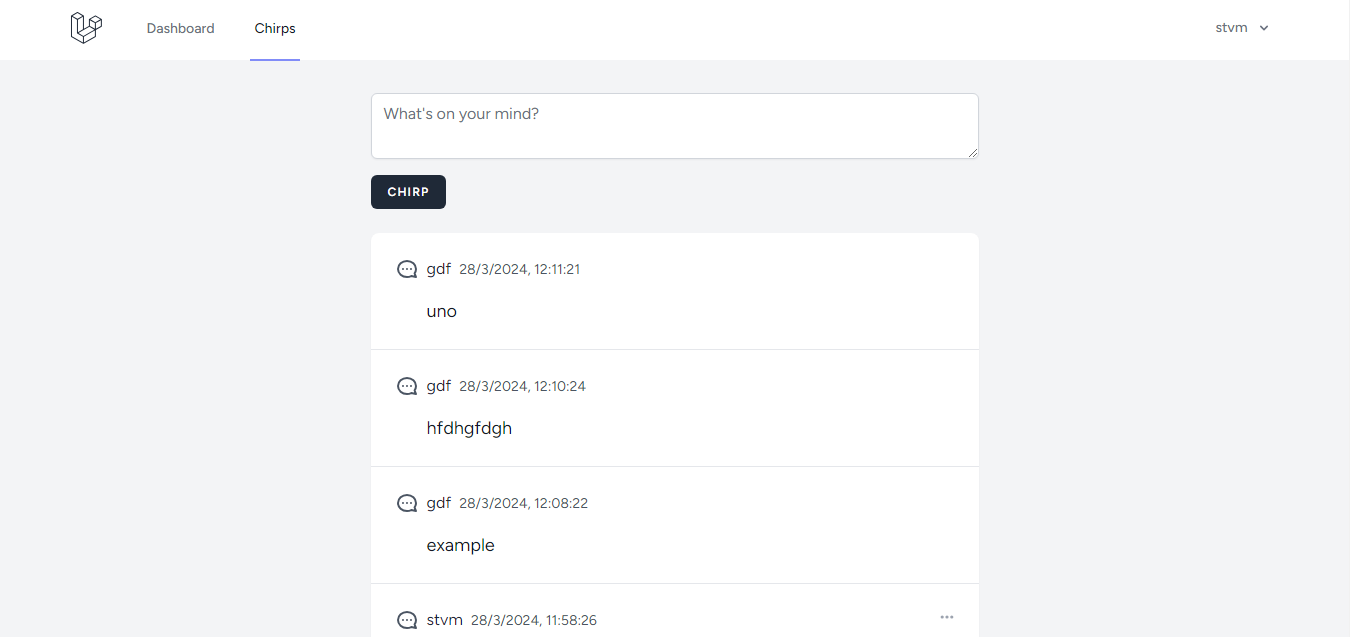 Dashboard Chirps stvm
What's on your mind?
CHIRP
gdf 28/3/2024, 12:11:21
uno
gdf 28/3/2024, 12:10:24
hfdhgfdgh
gdf 28/3/2024, 12:08:22
example
stvm 28/3/2024, 11:58:26